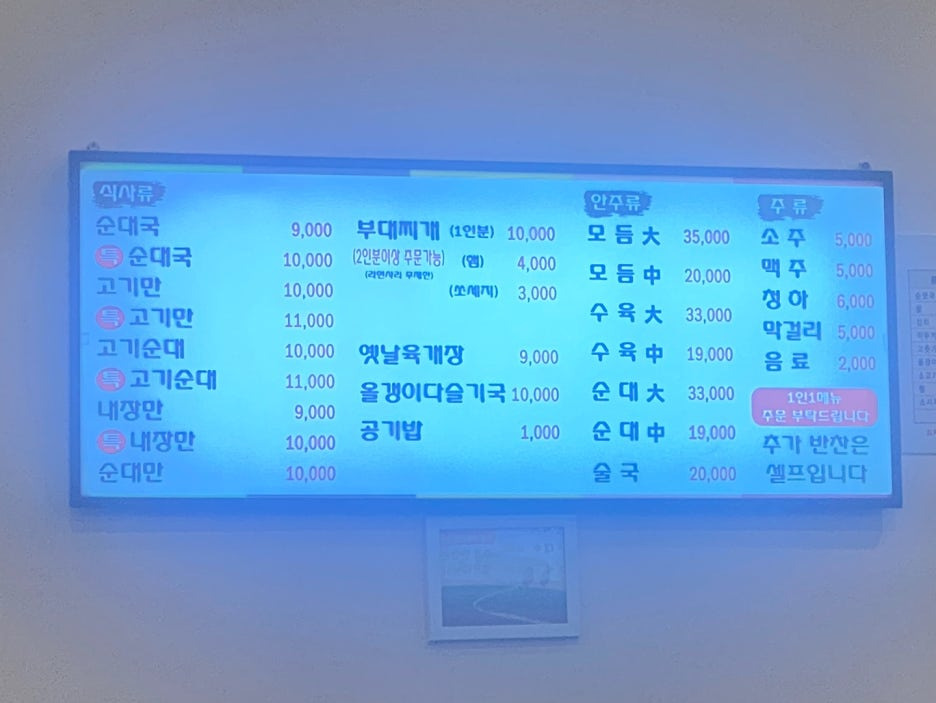 식사류
순대국 9,000
특 순대국 10,000
고기만 10,000
특 고기만 11,000
고기순대 10,000
특 고기순대 11,000
내장만 9,000
특 내장만 10,000
순대만 10,000
부대찌개 (1인분) 10,000
(2인분이상 주문가능) (햄) 4,000
(라면사리 무제한)
(쏘세지) 3,000
옛날육개장 9,000
올갱이다슬기국 10,000
공기밥 1,000
안주류
모듬大 35,000
모듬中 20,000
수육大 33,000
수육中 19,000
순대大 33,000
순대中 19,000
술국 20,000
주류
소주 5,000
맥주 5,000
청하 6,000
막걸리 5,000
음료 2,000
1인1메뉴
주문 부탁드립니다
추가 반찬은
셀프입니다